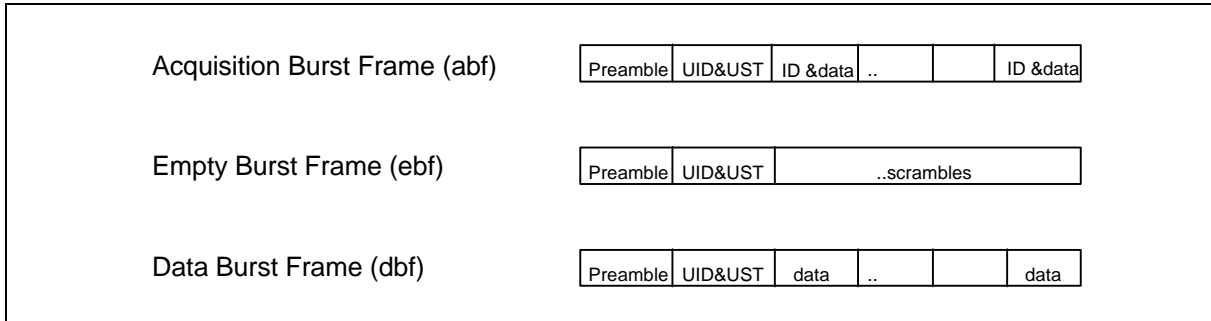 Acquisition Burst Frame (abf) Preamble UID&UST ID &data .. ID &data
Empty Burst Frame (ebf) Preamble UID&UST ..scrambles
Data Burst Frame (dbf) Preamble UID&UST data .. data